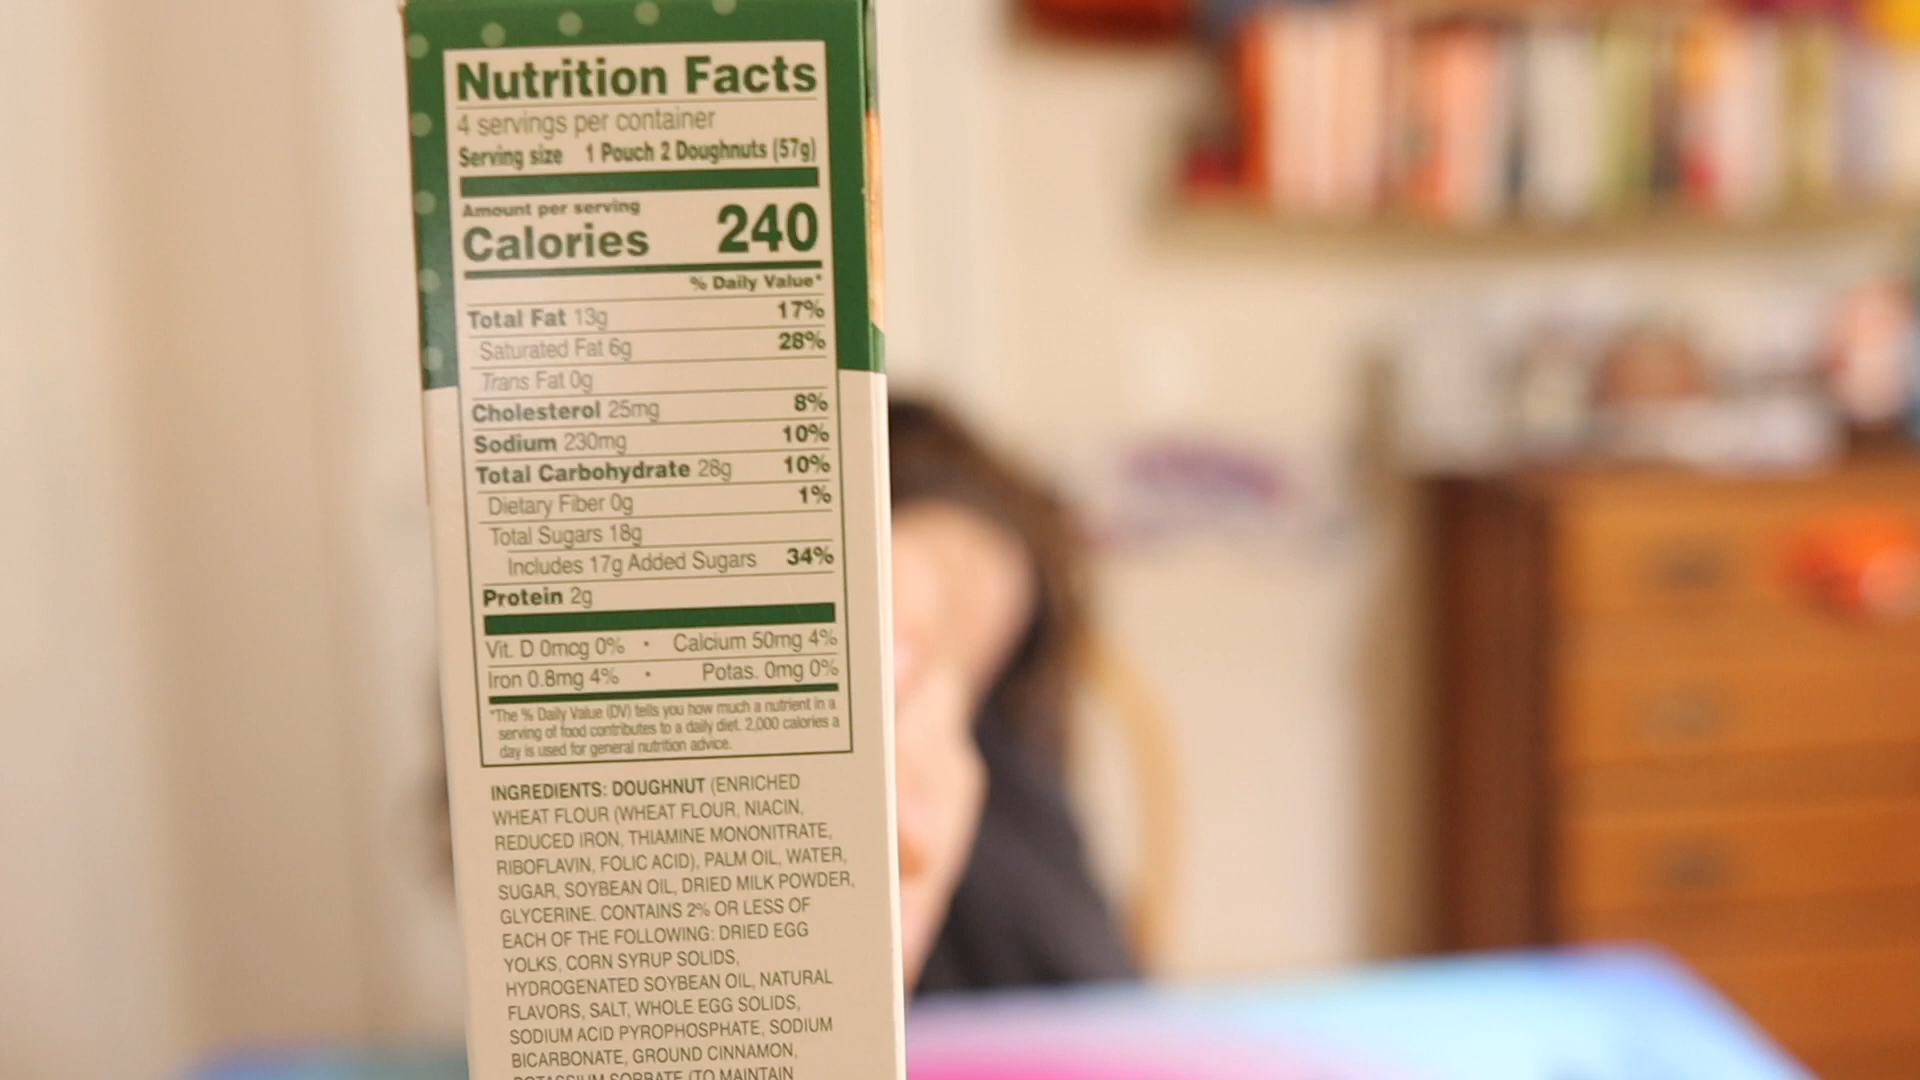 Nutrition Facts
4 servings per container
Serving size 1 Pouch 2 Doughnuts (57g)
Amount per serving
Calories 240
% Daily Value*
Total Fat 13g 17%
Saturated Fat 6g 28%
Trans Fat 0g
Cholesterol 25mg 8%
Sodium 230mg 10%
Total Carbohydrate 28g 10%
Dietary Fiber 0g 1%
Total Sugars 18g
Includes 17g Added Sugars 34%
Protein 2g
Vit. D 0mcg 0% • Calcium 50mg 4%
Iron 0.8mg 4% • Potas. 0mg 0%
*The % Daily Value (DV) tells you how much a nutrient in a
serving of food contributes to a daily diet. 2,000 calories a
day is used for general nutrition advice.
INGREDIENTS: DOUGHNUT (ENRICHED
WHEAT FLOUR (WHEAT FLOUR, NIACIN,
REDUCED IRON, THIAMINE MONONITRATE,
RIBOFLAVIN, FOLIC ACID), PALM OIL, WATER,
SUGAR, SOYBEAN OIL, DRIED MILK POWDER,
GLYCERINE. CONTAINS 2% OR LESS OF
EACH OF THE FOLLOWING: DRIED EGG
YOLKS, CORN SYRUP SOLIDS,
HYDROGENATED SOYBEAN OIL, NATURAL
FLAVORS, SALT, WHOLE EGG SOLIDS,
SODIUM ACID PYROPHOSPHATE, SODIUM
BICARBONATE, GROUND CINNAMON,
POTASSIUM SORBATE (TO MAINTAIN